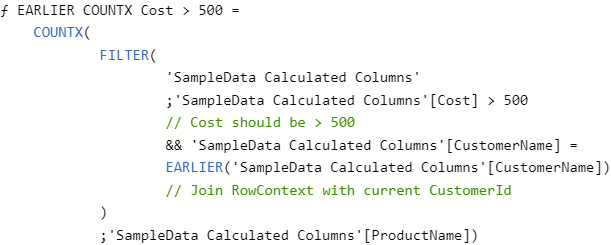 ƒ EARLIER COUNTX Cost > 500 =
COUNTX(
FILTER(
'SampleData Calculated Columns'
;'SampleData Calculated Columns'[Cost] > 500
// Cost should be > 500
&& 'SampleData Calculated Columns'[CustomerName] =
EARLIER('SampleData Calculated Columns'[CustomerName])
// Join RowContext with current CustomerId
)
;'SampleData Calculated Columns'[ProductName])